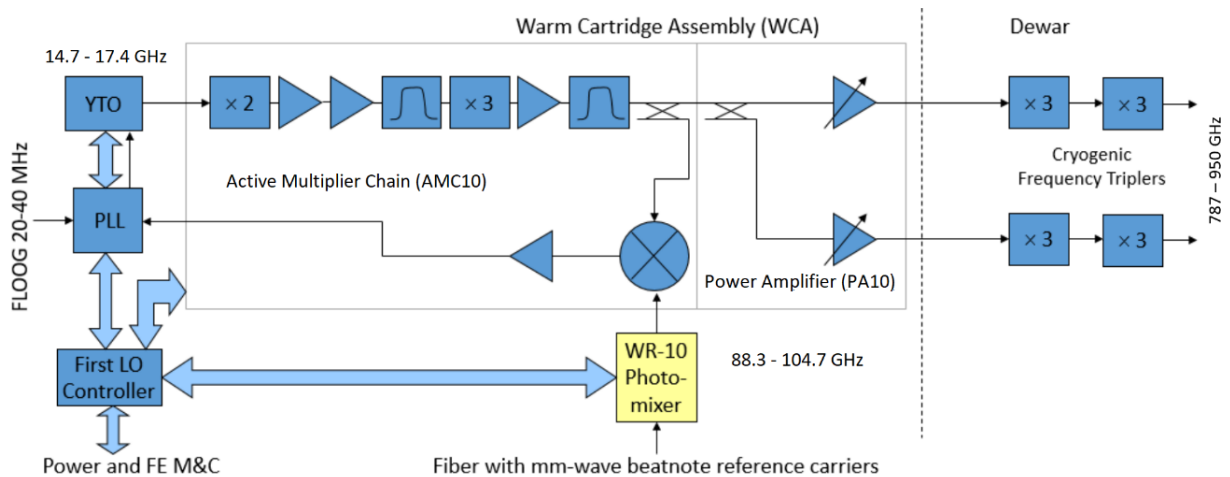 Warm Cartridge Assembly (WCA)
Dewar
14.7 - 17.4 GHz
YTO
× 2
× 3
× 3
× 3
Cryogenic
Frequency Triplers
787 – 950 GHz
Active Multiplier Chain (AMC10)
FLOOG 20-40 MHz
PLL
× 3
× 3
Power Amplifier (PA10)
First LO
Controller
WR-10
Photo-
mixer
88.3 - 104.7 GHz
Power and FE M&C
Fiber with mm-wave beatnote reference carriers